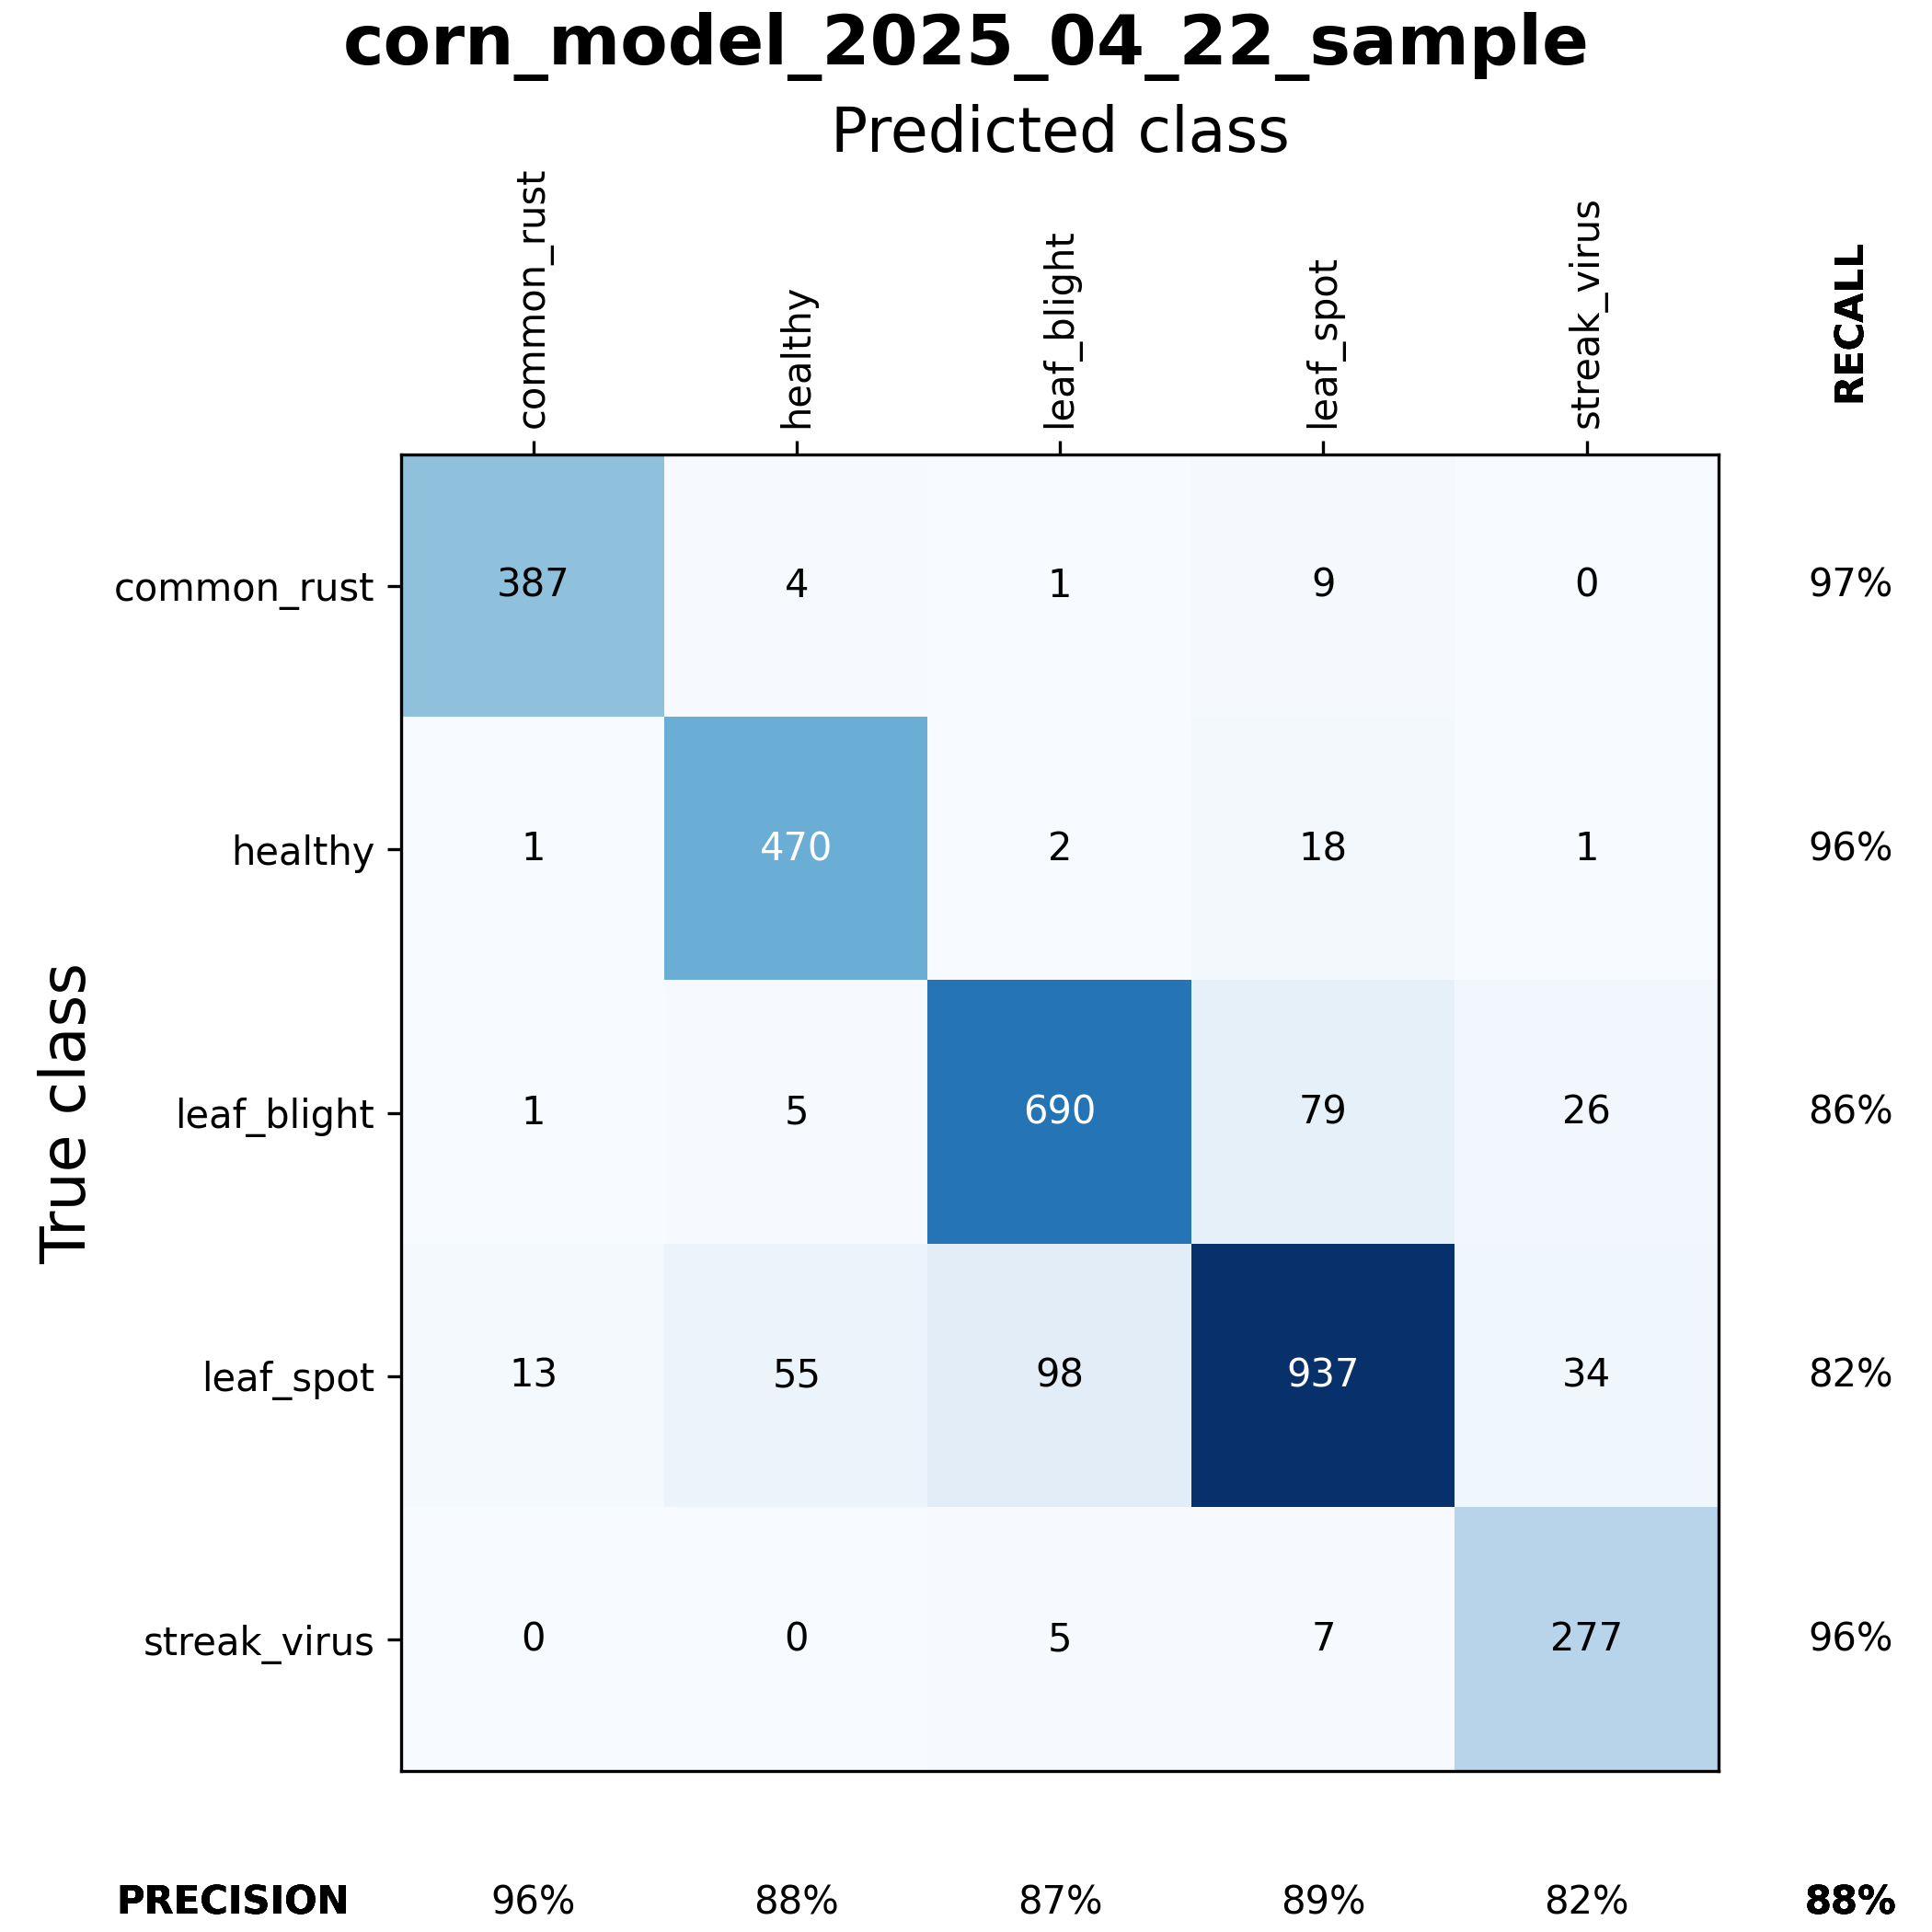 corn_model_2025_04_22_sample
Predicted class
common_rust healthy leaf_blight leaf_spot streak_virus RECALL
True class
common_rust 387 4 1 9 0 97%
healthy 1 470 2 18 1 96%
leaf_blight 1 5 690 79 26 86%
leaf_spot 13 55 98 937 34 82%
streak_virus 0 0 5 7 277 96%
PRECISION 96% 88% 87% 89% 82% 88%